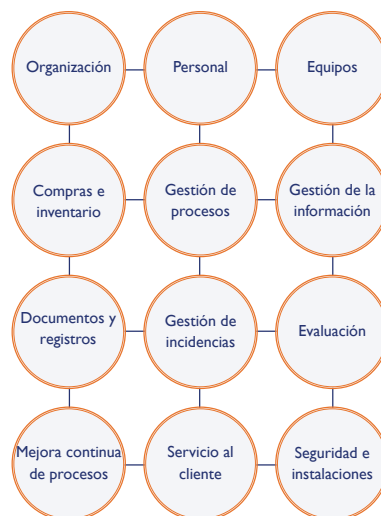 Organización
Personal
Equipos
Compras e
inventario
Gestión de
procesos
Gestión de la
información
Documentos y
registros
Gestión de
incidencias
Evaluación
Mejora continua
de procesos
Servicio al
cliente
Seguridad e
instalaciones